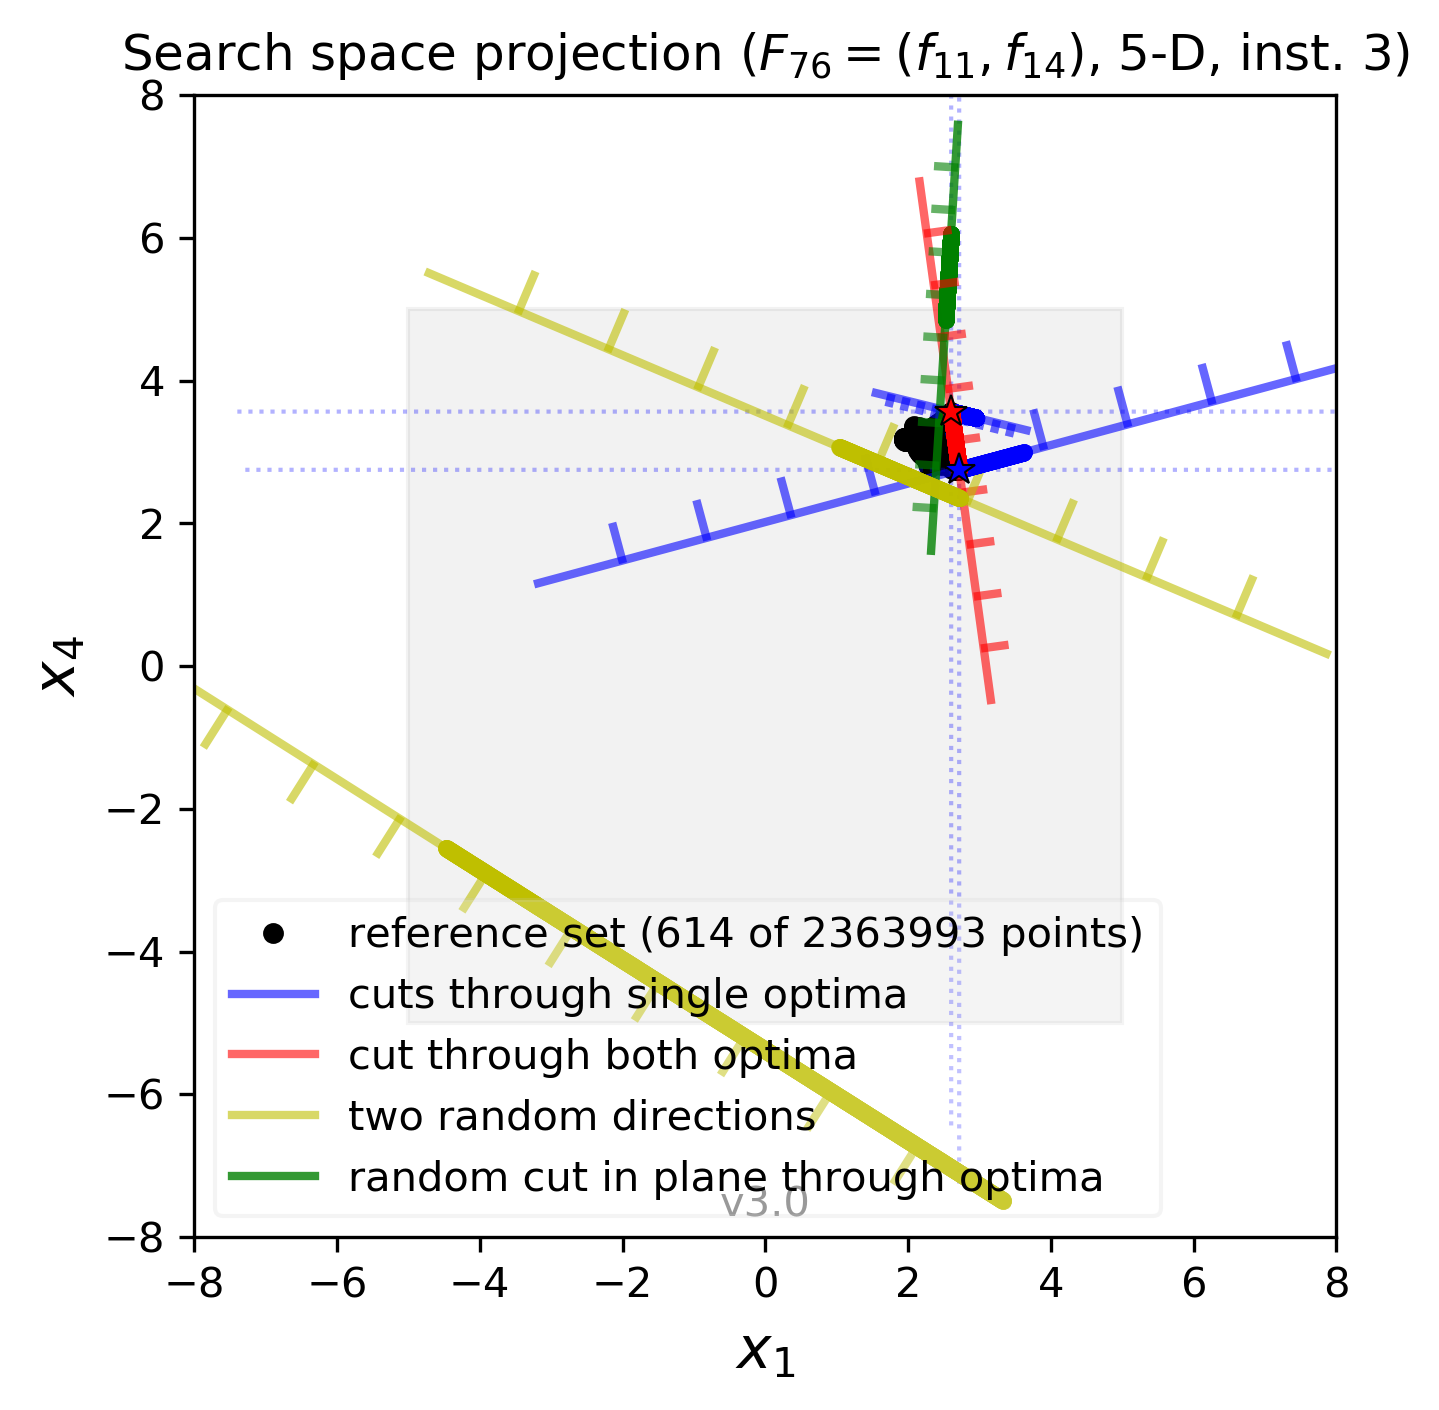 Search space projection (F76 = (f11, f14), 5-D, inst. 3)
8
6
4
2
0
−2
−4
−6
−8
x4
reference set (614 of 2363993 points)
cuts through single optima
cut through both optima
two random directions
random cut in plane through optima
v3.0
−8 −6 −4 −2 0 2 4 6 8
x1